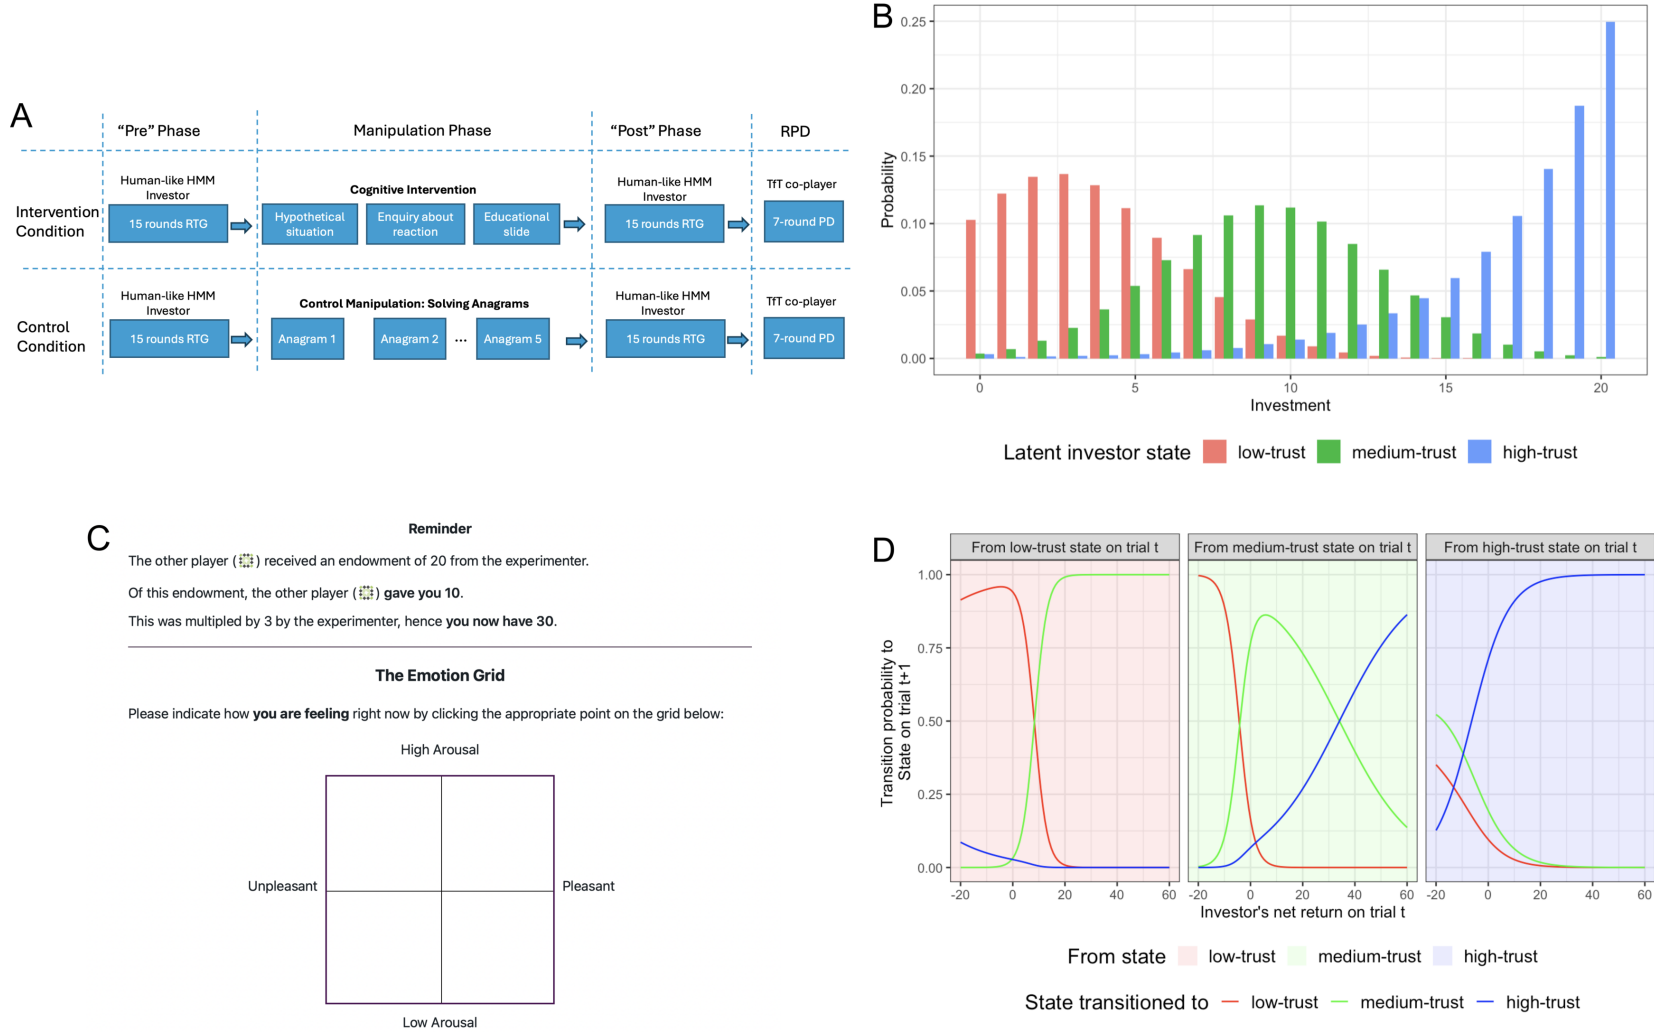 A
“Pre” Phase
Manipulation Phase
“Post” Phase
RPD
Intervention
Condition
Human-like HMM
Investor
15 rounds RTG
Cognitive Intervention
Hypothetical
situation
Enquiry about
reaction
Educational
slide
Human-like HMM
Investor
15 rounds RTG
TfT co-player
7-round PD
Control
Condition
Human-like HMM
Investor
15 rounds RTG
Control Manipulation: Solving Anagrams
Anagram 1
Anagram 2
...
Anagram 5
Human-like HMM
Investor
15 rounds RTG
TfT co-player
7-round PD
B
Probability
0.25
0.20
0.15
0.10
0.05
0.00
0 5 10 15 20
Investment
Latent investor state low-trust medium-trust high-trust
C
Reminder
The other player ( ) received an endowment of 20 from the experimenter.
Of this endowment, the other player ( ) gave you 10.
This was multiplied by 3 by the experimenter, hence you now have 30.
The Emotion Grid
Please indicate how you are feeling right now by clicking the appropriate point on the grid below:
High Arousal
Unpleasant
Pleasant
Low Arousal
D
From low-trust state on trial t
From medium-trust state on trial t
From high-trust state on trial t
Transition probability to
State on trial t+1
1.00
0.75
0.50
0.25
0.00
-20 0 20 40 60
-20 0 20 40 60
-20 0 20 40 60
Investor's net return on trial t
From state low-trust medium-trust high-trust
State transitioned to low-trust medium-trust high-trust